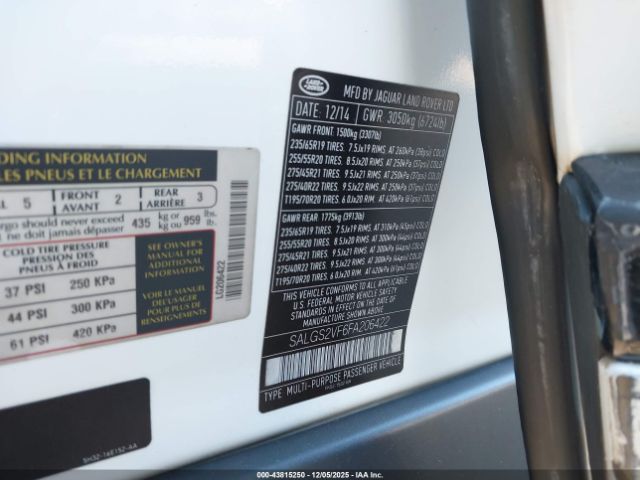 LAND
ROVER
MFD BY JAGUAR LAND ROVER LTD
DATE: 12/14 GWR. 3050kg (6724lb)
GAWR FRONT 1500kg (3307lb)
235/65R19 TIRES. 7.5Jx19 RIMS. AT 260kPa (38psi) COLD
255/55R20 TIRES. 8.5Jx20 RIMS. AT 250kPa (37psi) COLD
275/45R21 TIRES. 9.5Jx21 RIMS. AT 250kPa (37psi) COLD
275/40R22 TIRES. 9.5Jx22 RIMS. AT 250kPa (37psi) COLD
T195/70R20 TIRES. 6.0Jx20 RIM. AT 420kPa (61psi) COLD
GAWR REAR 1775kg (3913lb)
235/65R19 TIRES. 7.5Jx19 RIMS. AT 310kPa (45psi) COLD
255/55R20 TIRES. 8.5Jx20 RIMS. AT 300kPa (44psi) COLD
275/45R21 TIRES. 9.5Jx21 RIMS. AT 300kPa (44psi) COLD
275/40R22 TIRES. 9.5Jx22 RIMS. AT 300kPa (44psi) COLD
T195/70R20 TIRES. 6.0Jx20 RIM. AT 420kPa (61psi) COLD
THIS VEHICLE CONFORMS TO ALL APPLICABLE
U.S. FEDERAL MOTOR VEHICLE SAFETY STANDARDS
IN EFFECT ON THE DATE OF
MANUFACTURE SHOWN ABOVE
SALGS2VF6FA206422
TYPE: MULTI-PURPOSE PASSENGER VEHICLE
DING INFORMATION
LES PNEUS ET LE CHARGEMENT
L 5 FRONT AVANT 2 REAR ARRIÈRE 3
rgo should never exceed 435 kg or 959 lbs.
t ne doit jamais dépasser kg ou lb.
COLD TIRE PRESSURE
PRESSION DES
PNEUS À FROID
37 PSI 250 KPA
44 PSI 300 KPA
61 PSI 420 KPA
SEE OWNER'S
MANUAL FOR
ADDITIONAL
INFORMATION
VOIR LE MANUEL
DE L'USAGER
POUR PLUS DE
RENSEIGNEMENTS
LG206422
SH32-14B152-AA
IAA 000-43815250 12/05/2025 - CALIFORNIA